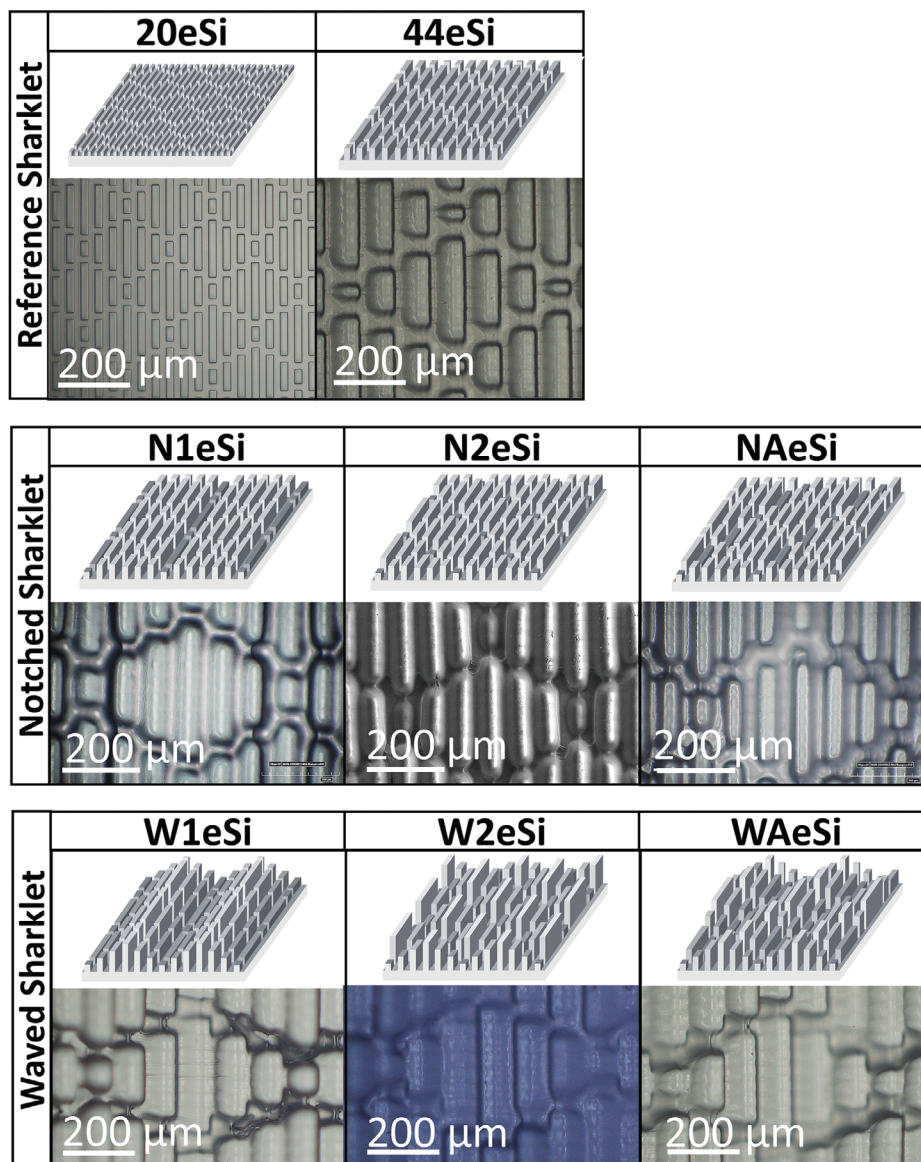 20eSi
44eSi
Reference Sharklet
200 µm
200 µm
N1eSi
N2eSi
NAeSi
Notched Sharklet
200 µm
200 µm
200 µm
W1eSi
W2eSi
WAeSi
Waved Sharklet
200 µm
200 µm
200 µm